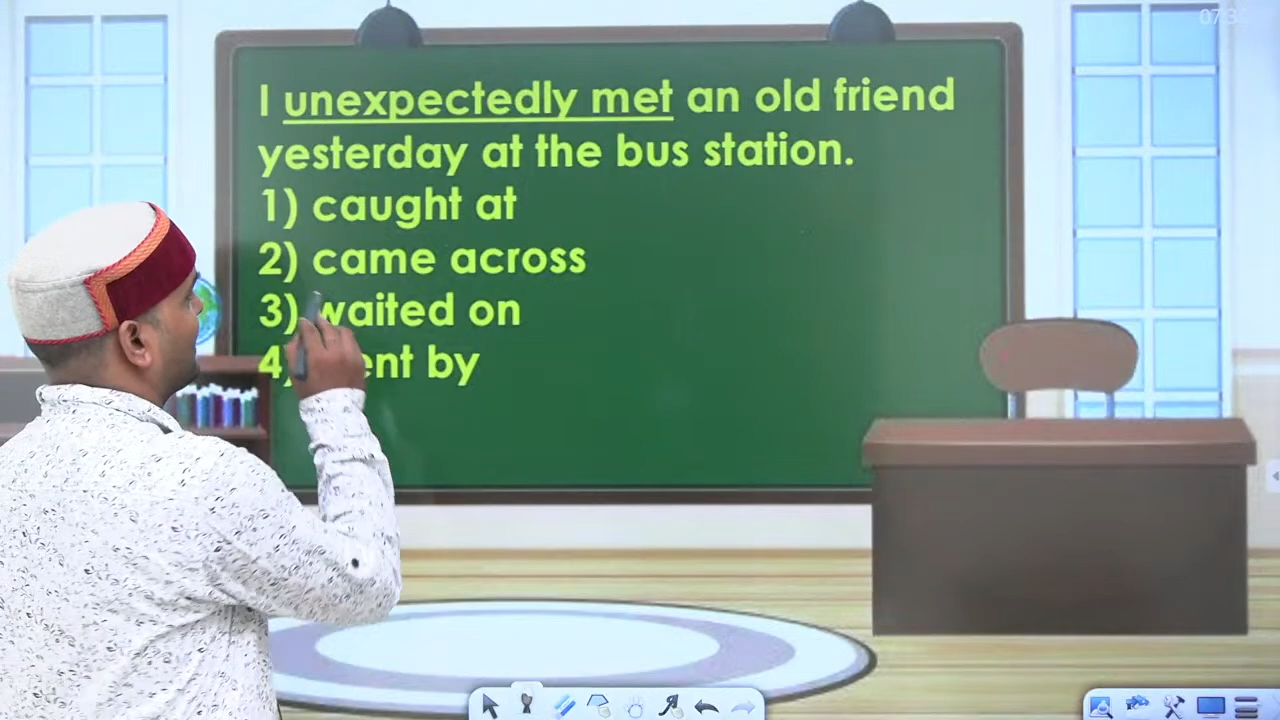 I unexpectedly met an old friend
yesterday at the bus station.
1) caught at
2) came across
3) waited on
4) went by